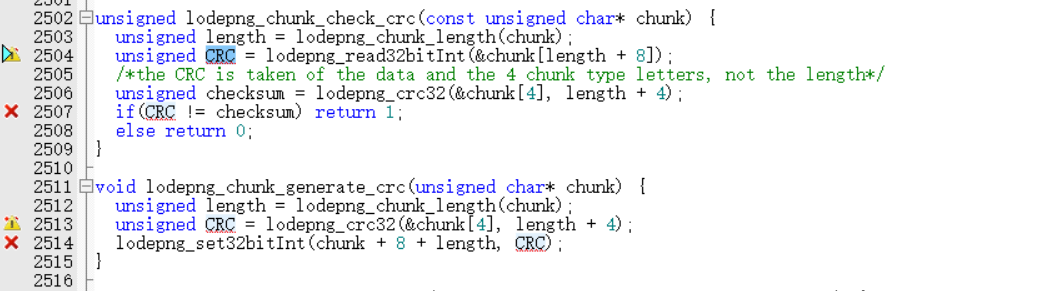 2502 unsigned lodepng_chunk_check_crc(const unsigned char* chunk) {
2503   unsigned length = lodepng_chunk_length(chunk);
2504   unsigned CRC = lodepng_read32bitInt(&chunk[length + 8]);
2505   /*the CRC is taken of the data and the 4 chunk type letters, not the length*/
2506   unsigned checksum = lodepng_crc32(&chunk[4], length + 4);
2507   if(CRC != checksum) return 1;
2508   else return 0;
2509 }
2510
2511 void lodepng_chunk_generate_crc(unsigned char* chunk) {
2512   unsigned length = lodepng_chunk_length(chunk);
2513   unsigned CRC = lodepng_crc32(&chunk[4], length + 4);
2514   lodepng_set32bitInt(chunk + 8 + length, CRC);
2515 }
2516